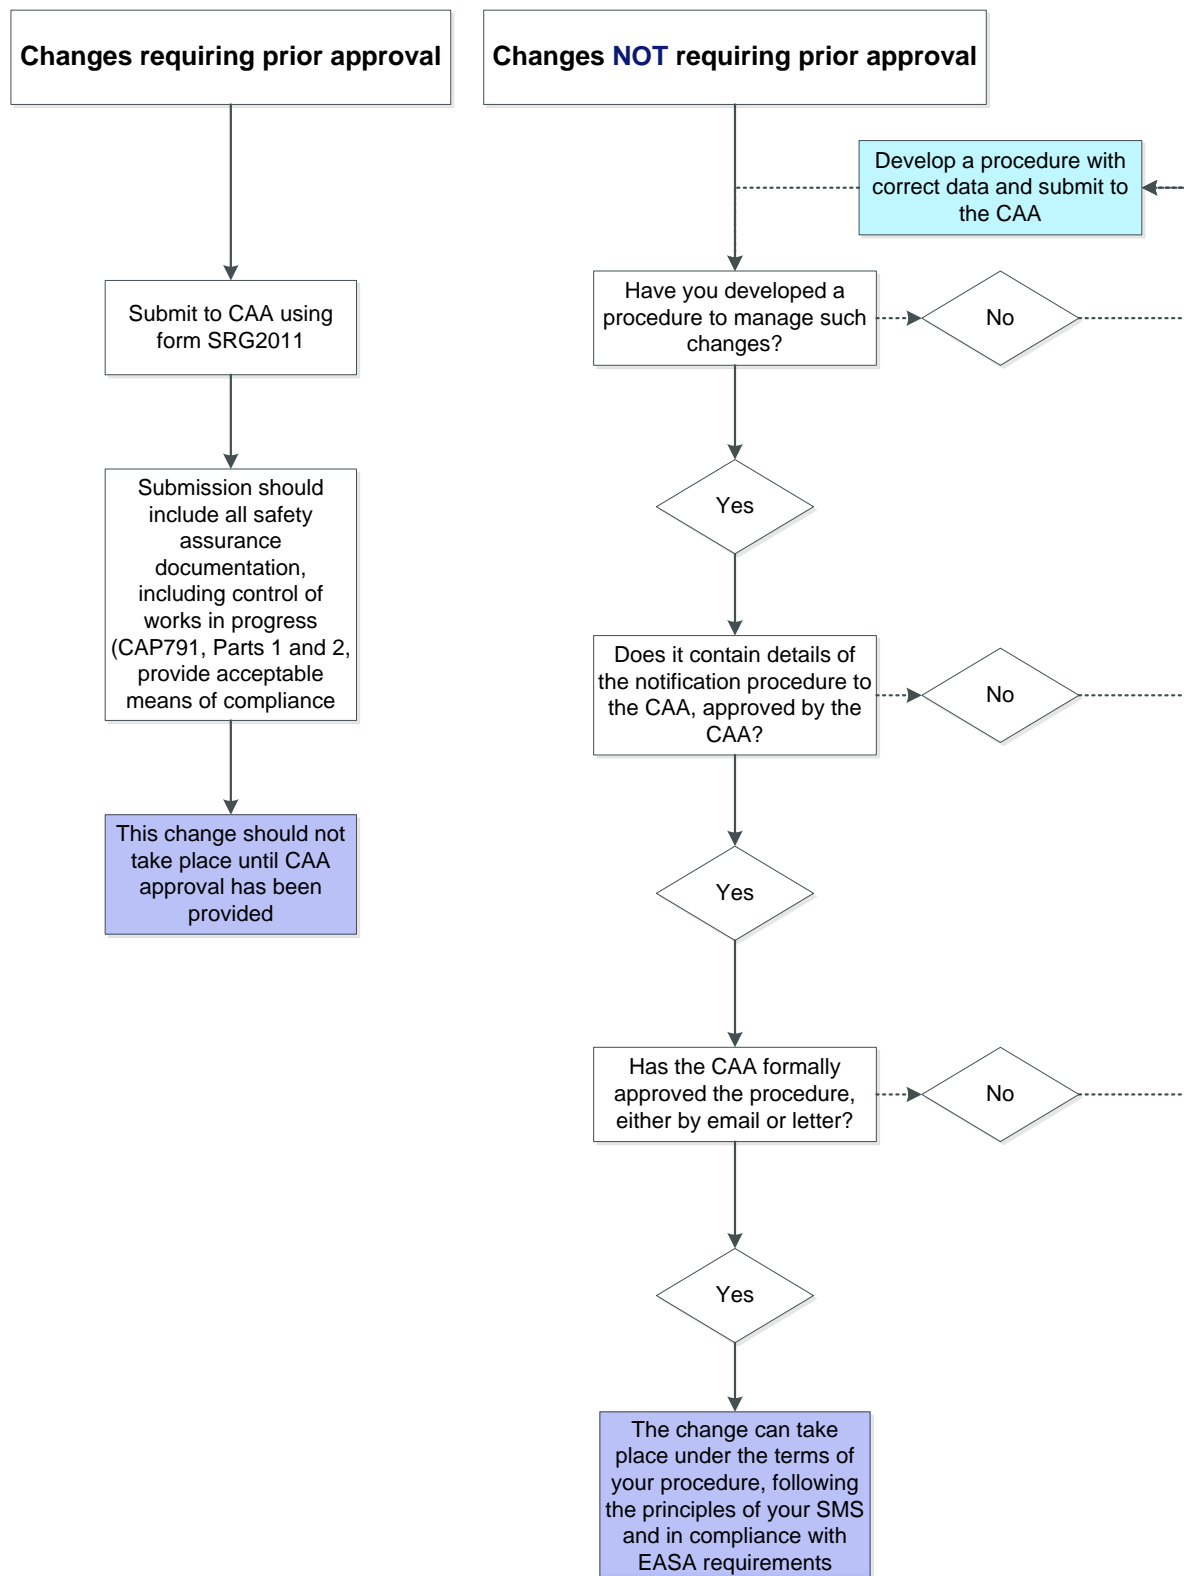 Changes requiring prior approval
Submit to CAA using
form SRG2011
Submission should
include all safety
assurance
documentation,
including control of
works in progress
(CAP791, Parts 1 and 2,
provide acceptable
means of compliance
This change should not
take place until CAA
approval has been
provided
Changes NOT requiring prior approval
Develop a procedure with
correct data and submit to
the CAA
Have you developed a
procedure to manage such
changes?
No
Yes
Does it contain details of
the notification procedure to
the CAA, approved by the
CAA?
No
Yes
Has the CAA formally
approved the procedure,
either by email or letter?
No
Yes
The change can take
place under the terms of
your procedure, following
the principles of your SMS
and in compliance with
EASA requirements